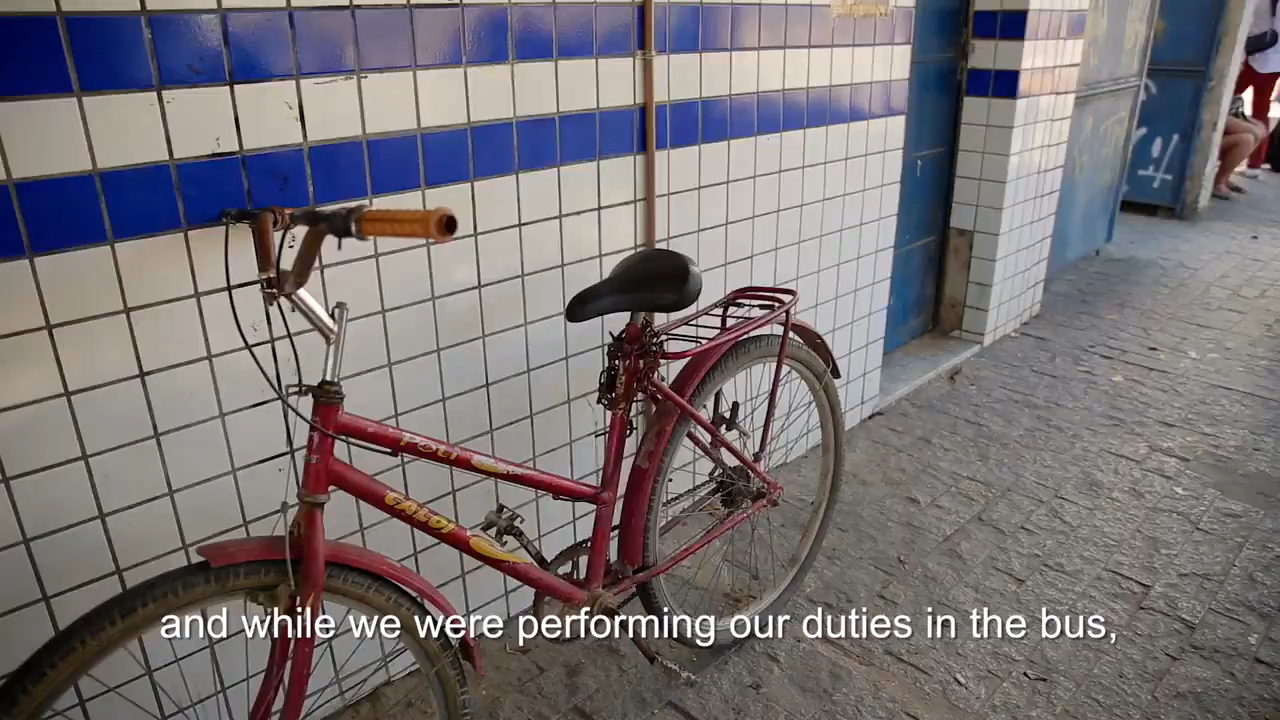 POTI
CALOI
and while we were performing our duties in the bus,